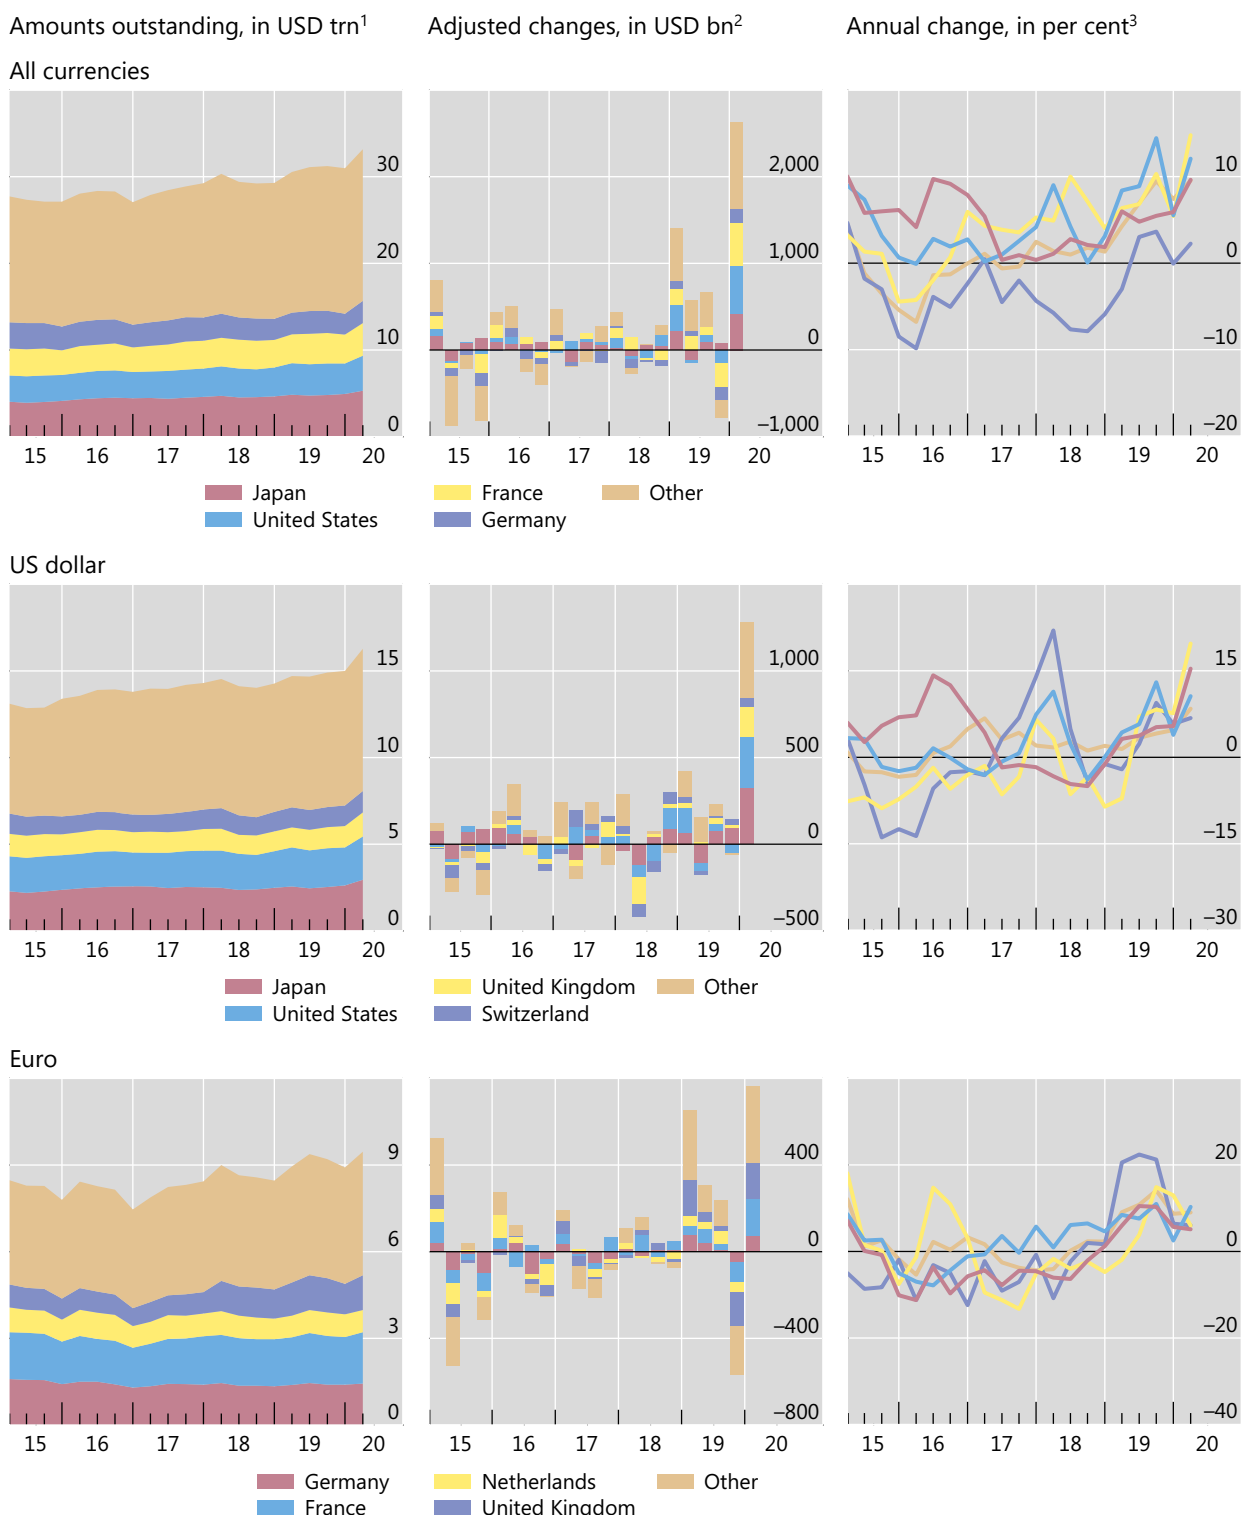 Amounts outstanding, in USD trn1 Adjusted changes, in USD bn2 Annual change, in per cent3
All currencies
30
20
10
0
15 16 17 18 19 20
2,000
1,000
0
–1,000
15 16 17 18 19 20
10
0
–10
–20
15 16 17 18 19 20
Japan France Other
United States Germany
US dollar
15
10
5
0
15 16 17 18 19 20
1,000
500
0
–500
15 16 17 18 19 20
15
0
–15
–30
15 16 17 18 19 20
Japan United Kingdom Other
United States Switzerland
Euro
9
6
3
0
15 16 17 18 19 20
400
0
–400
–800
15 16 17 18 19 20
20
0
–20
–40
15 16 17 18 19 20
Germany Netherlands Other
France United Kingdom